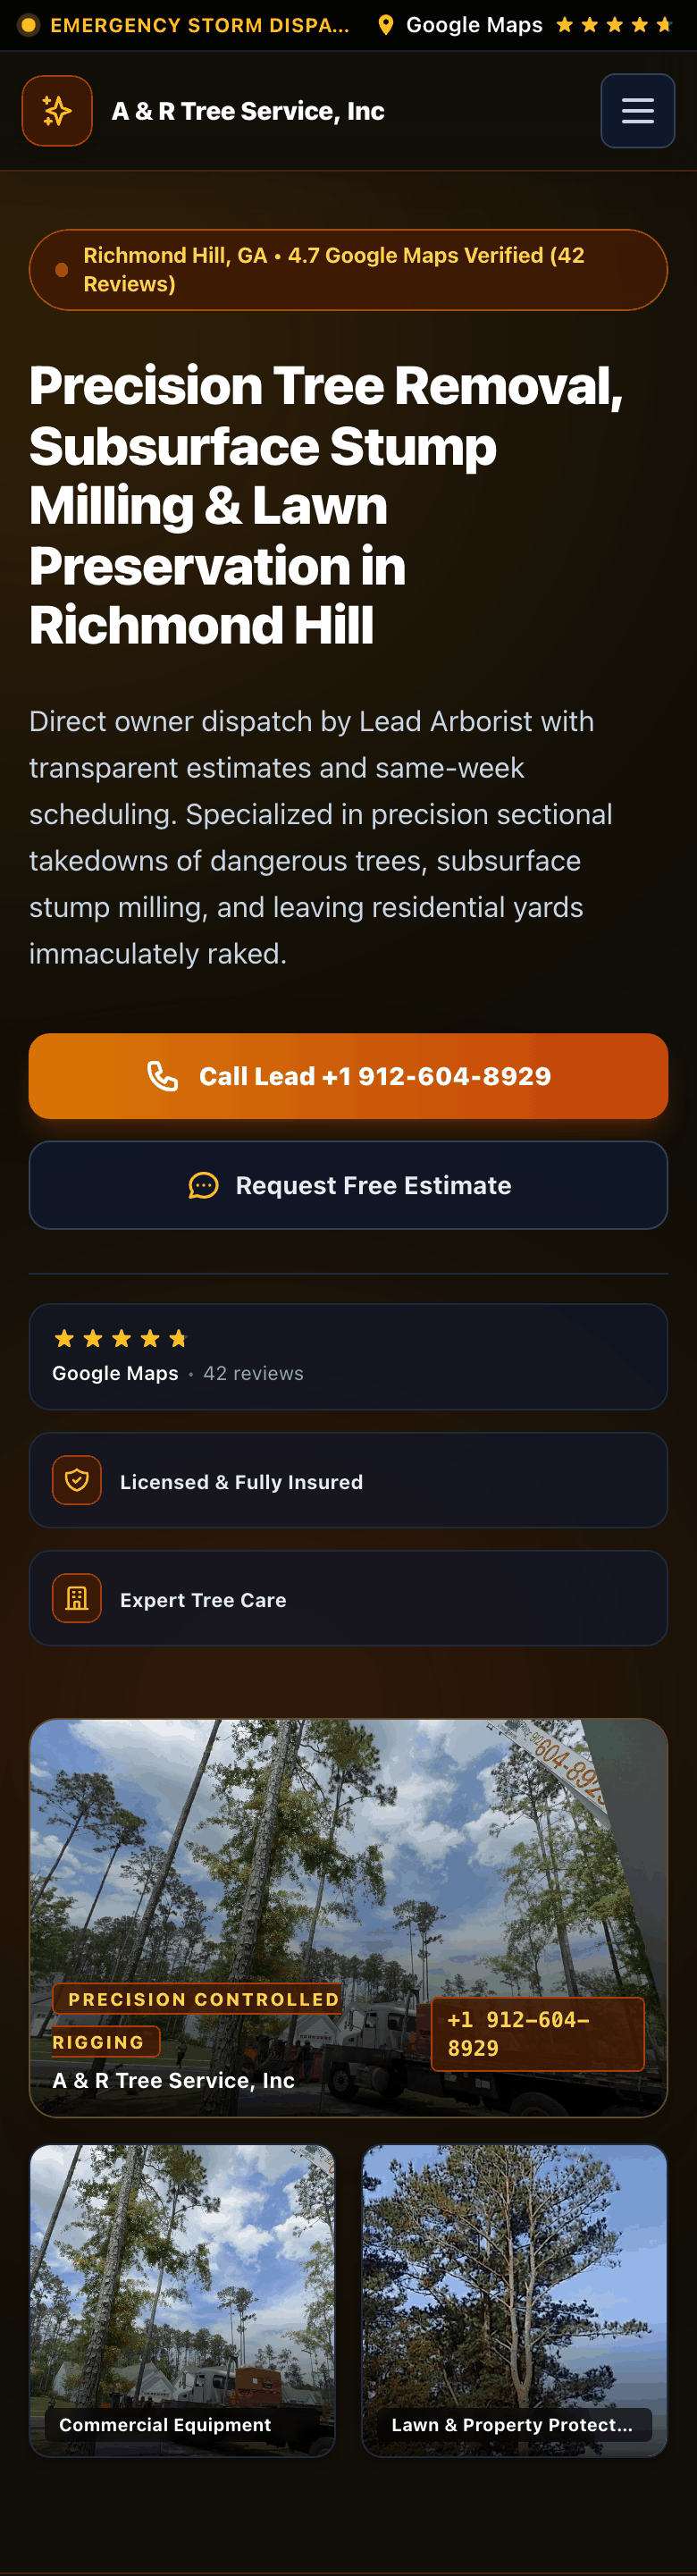 EMERGENCY STORM DISPA... Google Maps
A & R Tree Service, Inc
Richmond Hill, GA • 4.7 Google Maps Verified (42
Reviews)
Precision Tree Removal,
Subsurface Stump
Milling & Lawn
Preservation in
Richmond Hill
Direct owner dispatch by Lead Arborist with
transparent estimates and same-week
scheduling. Specialized in precision sectional
takedowns of dangerous trees, subsurface
stump milling, and leaving residential yards
immaculately raked.
Call Lead +1 912-604-8929
Request Free Estimate
Google Maps • 42 reviews
Licensed & Fully Insured
Expert Tree Care
604-892
PRECISION CONTROLLED
RIGGING
A & R Tree Service, Inc
+1 912-604-
8929
Commercial Equipment
Lawn & Property Protect...